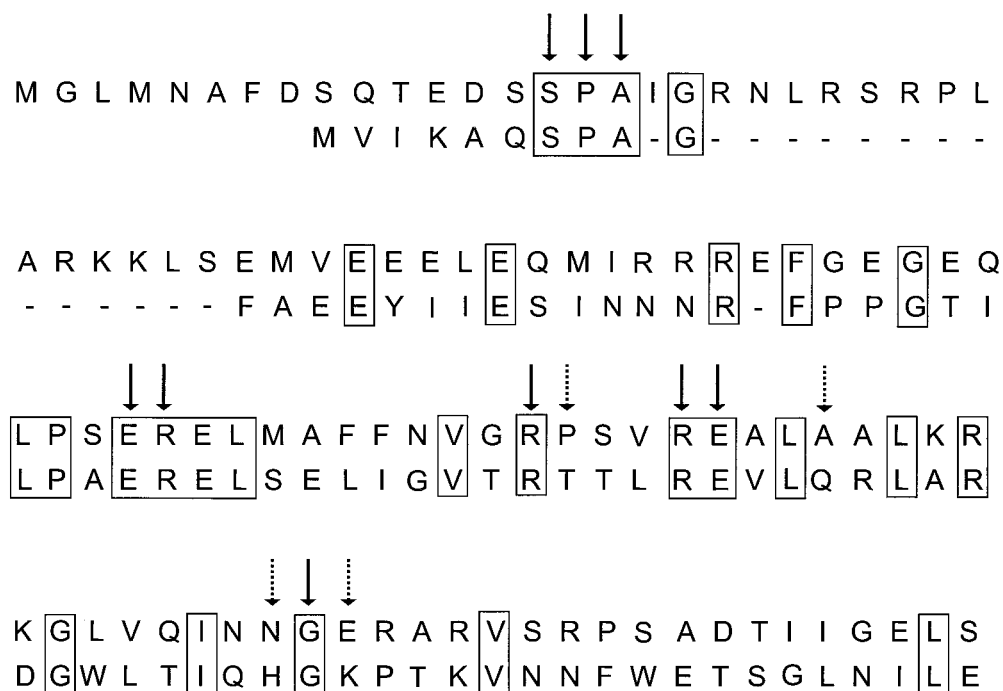 M G L M N A F D S Q T E D S S P A I G R N L R S R P L
M V I K A Q S P A - G - - - - - - - -
A R K K L S E M V E E E L E Q M I R R R E F G E G E Q
- - - - - - F A E E Y I I E S I N N N R - F P P G T I
L P S E R E L M A F F N V G R P S V R E A L A A L K R
L P A E R E L S E L I G V T R T T L R E V L Q R L A R
K G L V Q I N N G E R A R V S R P S A D T I I G E L S
D G W L T I Q H G K P T K V N N F W E T S G L N I L E